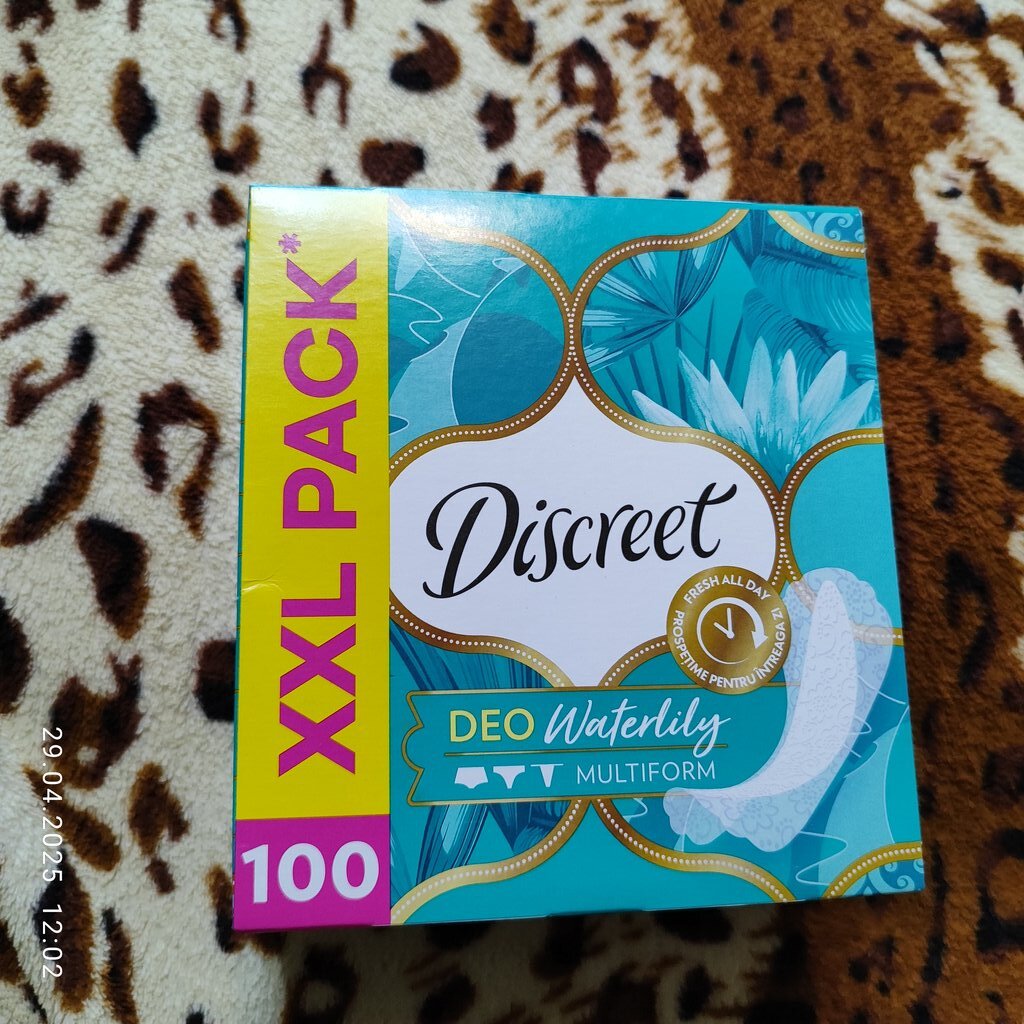 XXL PACK*
100
Discreet
FRESH ALL DAY
PROSPEȚIME PENTRU ÎNTREAGA ZI
DEO Waterlily
MULTIFORM
29.04.2025 12:02